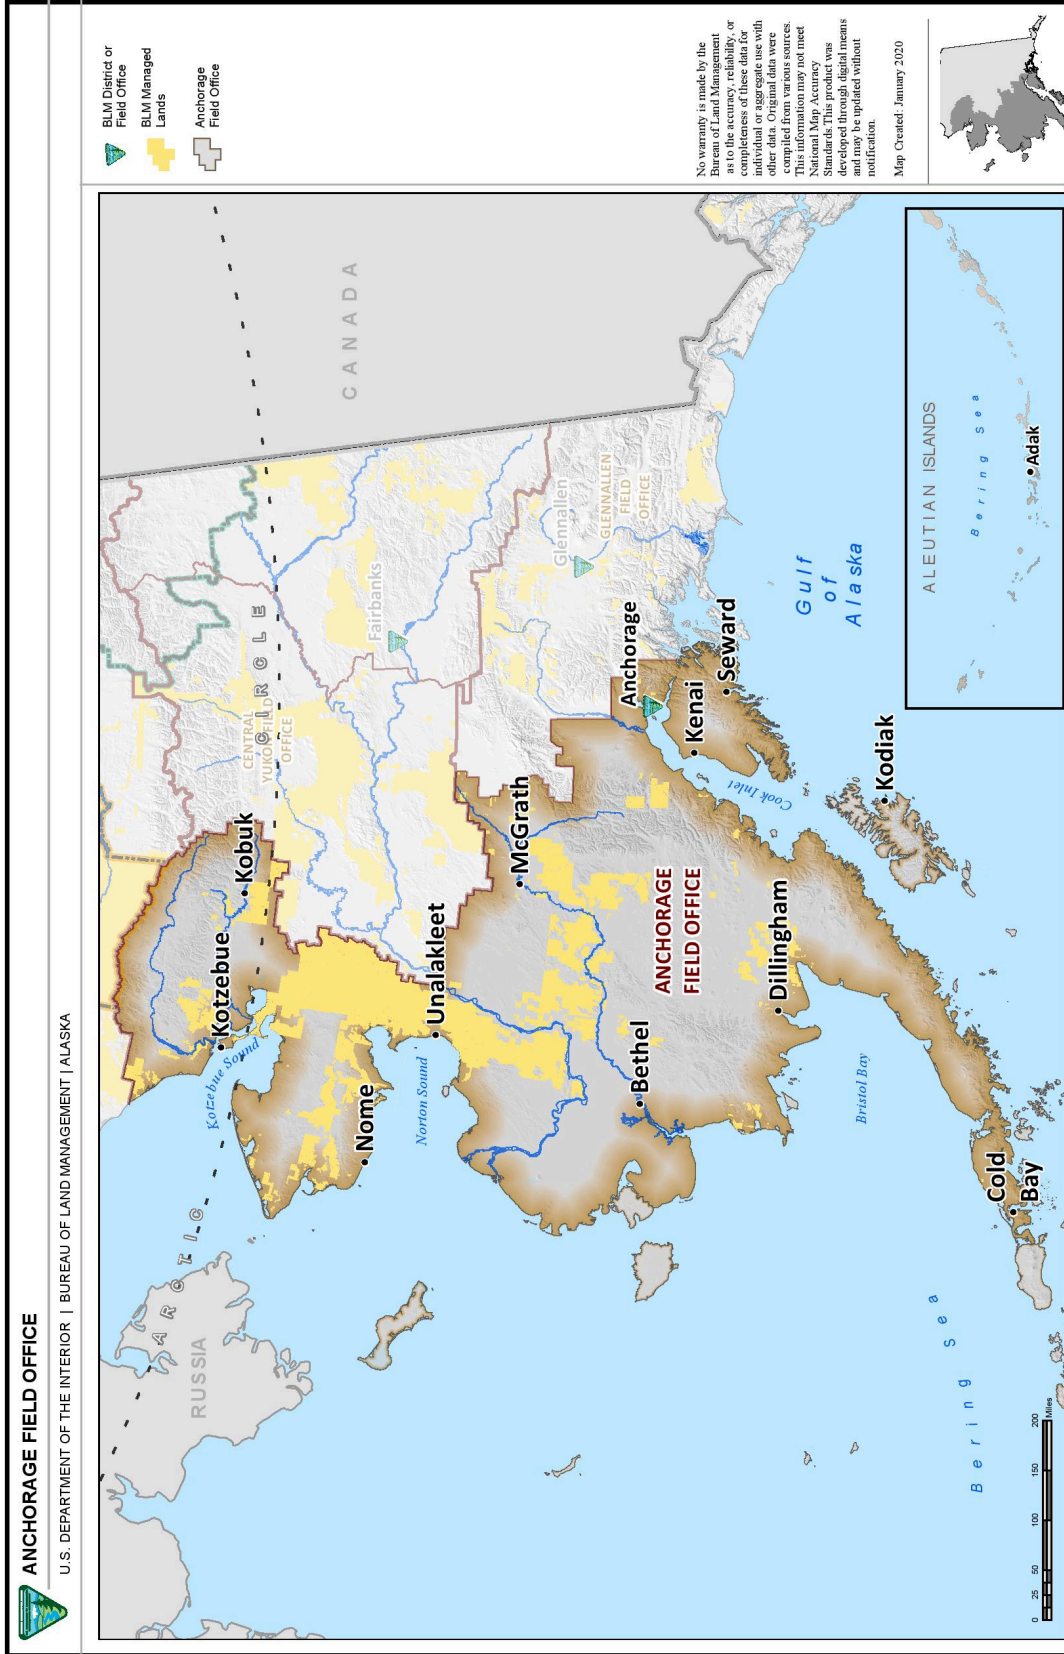 ANCHORAGE FIELD OFFICE
U.S. DEPARTMENT OF THE INTERIOR | BUREAU OF LAND MANAGEMENT | ALASKA
BLM District or
Field Office
BLM Managed
Lands
Anchorage
Field Office
No warranty is made by the
Bureau of Land Management
as to the accuracy, reliability, or
completeness of these data for
individual or aggregate use with
other data. Original data were
compiled from various sources.
This information may not meet
National Map Accuracy
Standards. This product was
developed through digital means
and may be updated without
notification.
Map Created: January 2020
RUSSIA
ARCTIC CIRCLE
CANADA
Kotzebue Sound
Kotzebue
Kobuk
CENTRAL
YUKON FIELD
OFFICE
Fairbanks
Nome
Norton Sound
Unalakleet
McGrath
Glennallen
GLENNALLEN
FIELD
OFFICE
Anchorage
Kenai
Seward
Cook Inlet
Bethel
ANCHORAGE
FIELD OFFICE
Dillingham
Kodiak
Bristol Bay
Gulf
of
Alaska
Cold
Bay
Bering Sea
ALEUTIAN ISLANDS
Bering Sea
Adak
0 25 50 100 150 200
Miles